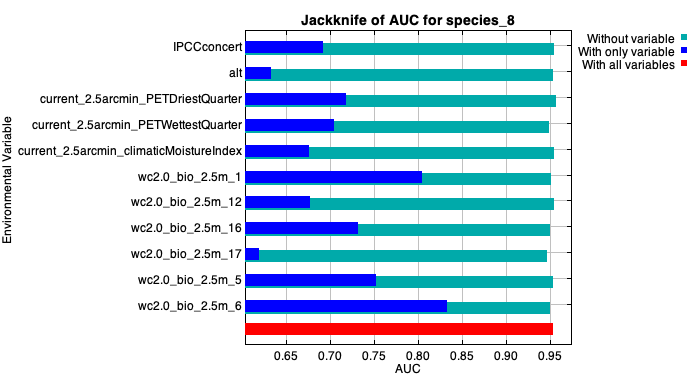 Jackknife of AUC for species_8
Without variable
With only variable
With all variables
Environmental Variable
IPCCconcert
alt
current_2.5arcmin_PETDriestQuarter
current_2.5arcmin_PETWettestQuarter
current_2.5arcmin_climaticMoistureIndex
wc2.0_bio_2.5m_1
wc2.0_bio_2.5m_12
wc2.0_bio_2.5m_16
wc2.0_bio_2.5m_17
wc2.0_bio_2.5m_5
wc2.0_bio_2.5m_6
0.65 0.70 0.75 0.80 0.85 0.90 0.95
AUC